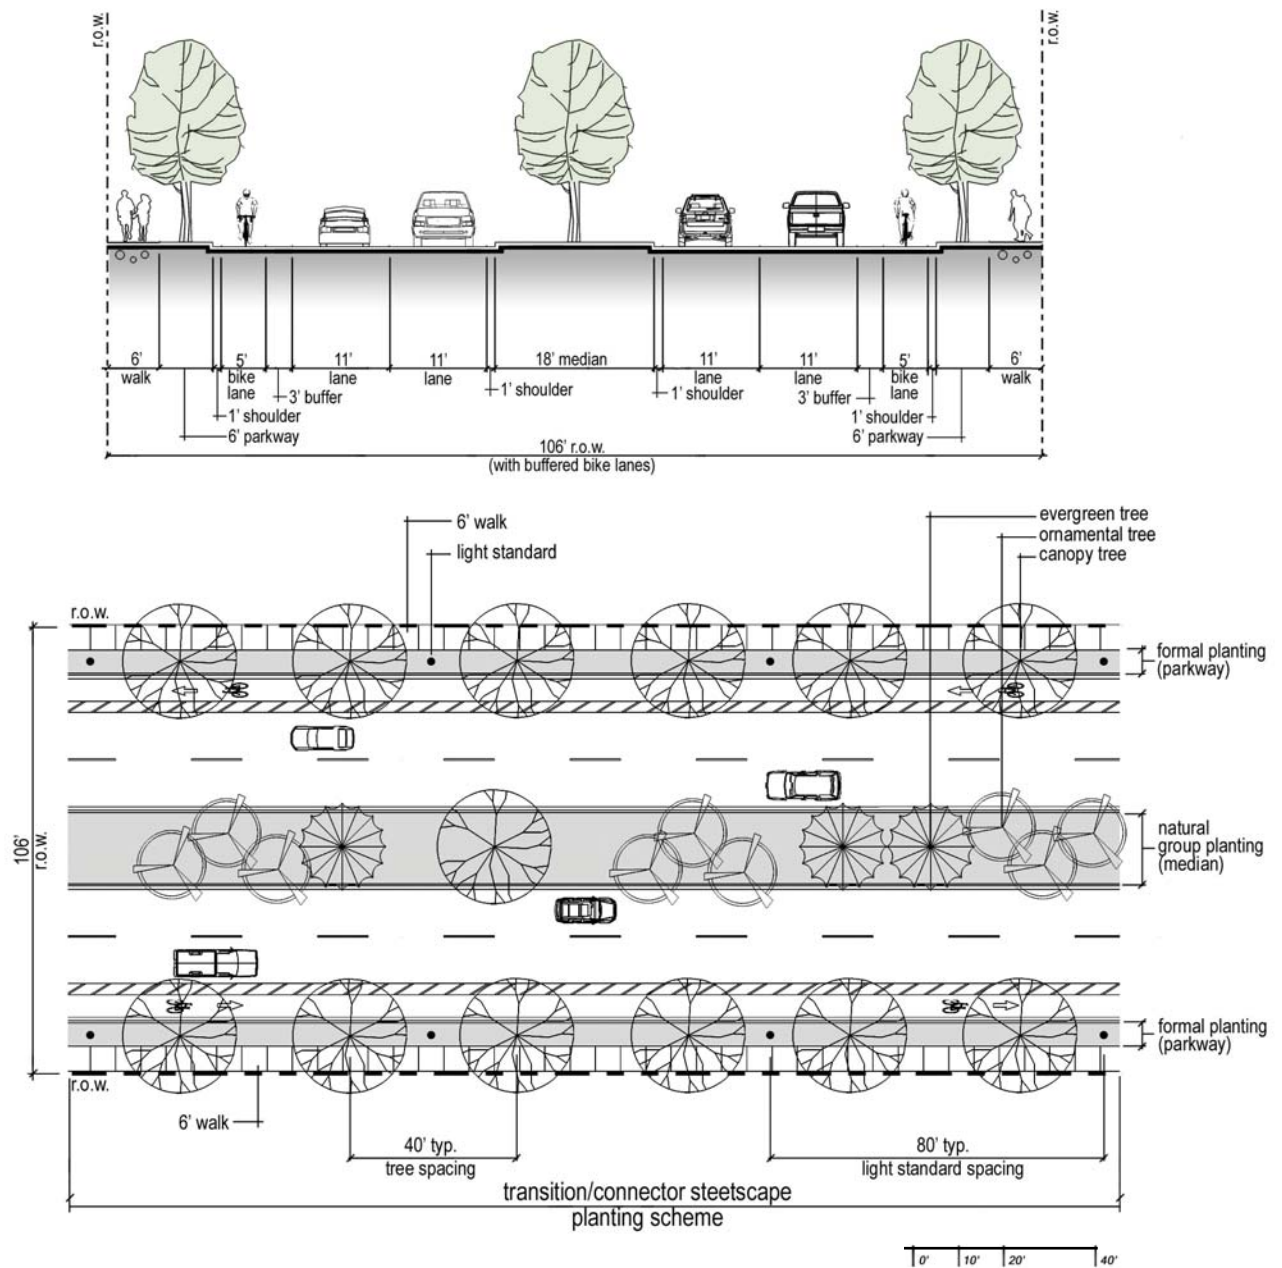 r.o.w.
r.o.w.
6'
walk
5'
bike
lane
11'
lane
11'
lane
18' median
11'
lane
11'
lane
5'
bike
lane
6'
walk
3' buffer
1' shoulder
1' shoulder
3' buffer
1' shoulder
1' shoulder
6' parkway
6' parkway
106' r.o.w.
(with buffered bike lanes)
6' walk
light standard
evergreen tree
ornamental tree
canopy tree
r.o.w.
formal planting
(parkway)
106'
r.o.w.
natural
group planting
(median)
formal planting
(parkway)
r.o.w.
6' walk
40' typ.
tree spacing
80' typ.
light standard spacing
transition/connector steetscape
planting scheme
0'
10'
20'
40'